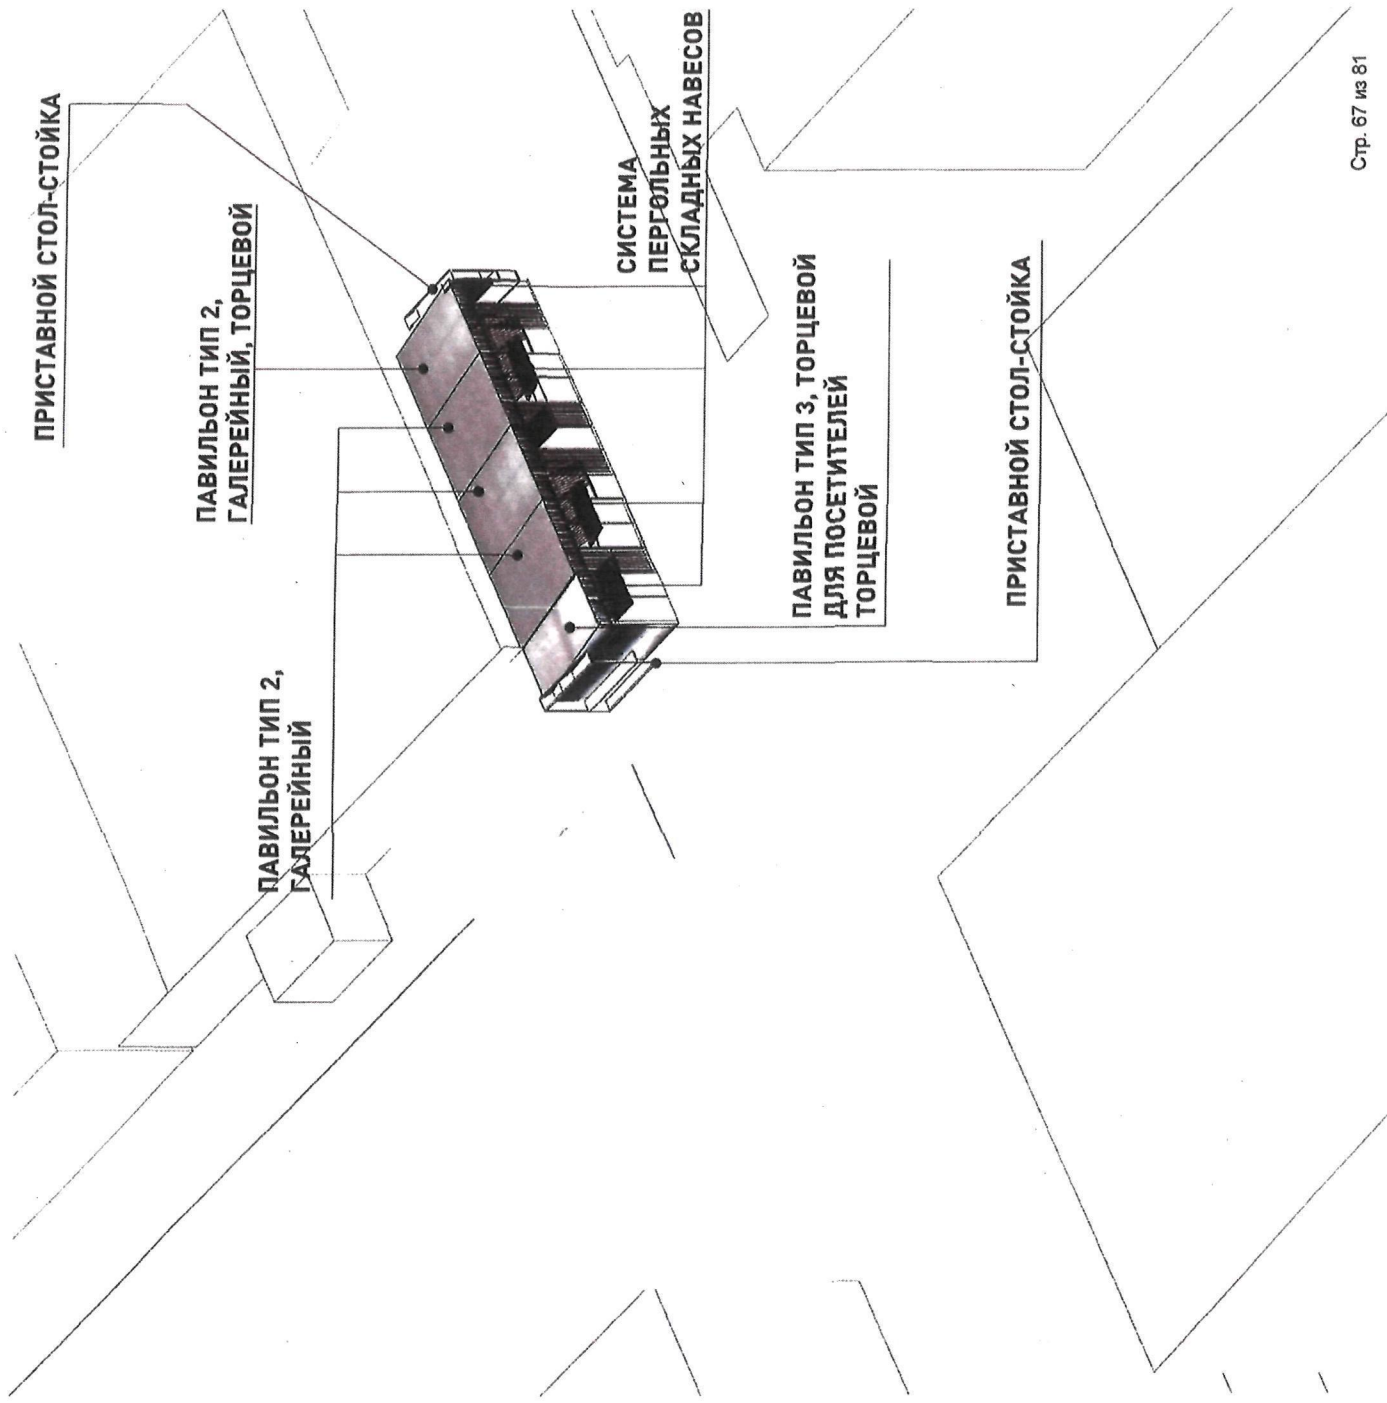 ПРИСТАВНОЙ СТОЛ-СТОЙКА
ПАВИЛЬОН ТИП 2,
ГАЛЕРЕЙНЫЙ, ТОРЦЕВОЙ
ПАВИЛЬОН ТИП 2,
ГАЛЕРЕЙНЫЙ
СИСТЕМА
ПЕРГОЛЬНЫХ
СКЛАДНЫХ НАВЕСОВ
ПАВИЛЬОН ТИП 3, ТОРЦЕВОЙ
ДЛЯ ПОСЕТИТЕЛЕЙ
ТОРЦЕВОЙ
ПРИСТАВНОЙ СТОЛ-СТОЙКА
Стр. 67 из 81